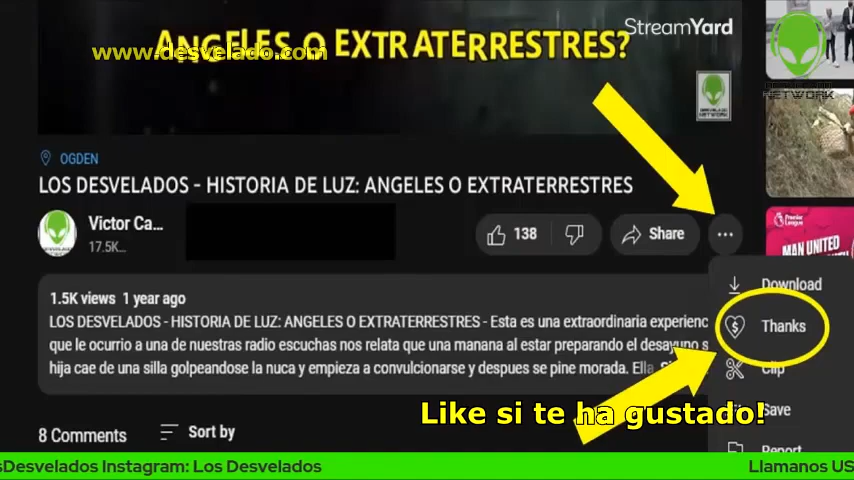 StreamYard
ANGELES O EXTRATERRESTRES?
www.desvelado.com
NETWORK
OGDEN
LOS DESVELADOS - HISTORIA DE LUZ: ANGELES O EXTRATERRESTRES
Victor Ca...
17.5K...
138
Share
Premier League
MAN UNITED
Download
1.5K views 1 year ago
LOS DESVELADOS - HISTORIA DE LUZ: ANGELES O EXTRATERRESTRES - Esta es una extraordinaria experienc
que le ocurrio a una de nuestras radio escuchas nos relata que una manana al estar preparando el desayuno s
hija cae de una silla golpeandose la nuca y empieza a convulcionarse y despues se pine morada. Ella
Thanks
Clip
Save
Report
Like si te ha gustado!
8 Comments
Sort by
sDesvelados Instagram: Los Desvelados
Llamanos US